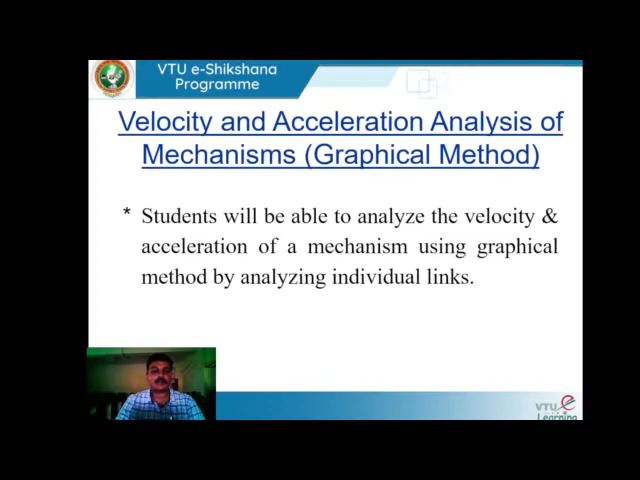 VTU e-Shikshana
Programme
Velocity and Acceleration Analysis of
Mechanisms (Graphical Method)
* Students will be able to analyze the velocity &
acceleration of a mechanism using graphical
method by analyzing individual links.
VTU e
Learning